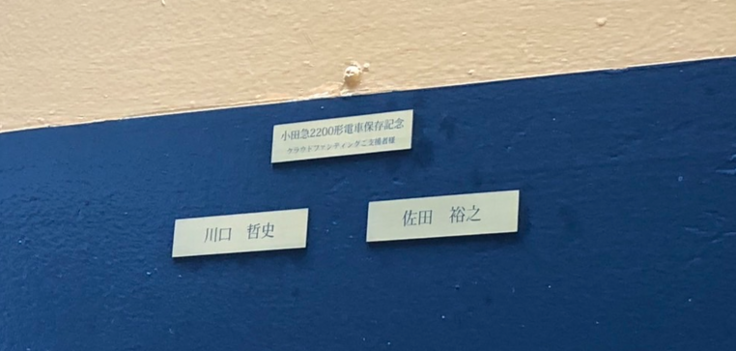 小田急2200形電車保存記念
クラウドファンディングご支援者様
川口　哲史
佐田　裕之